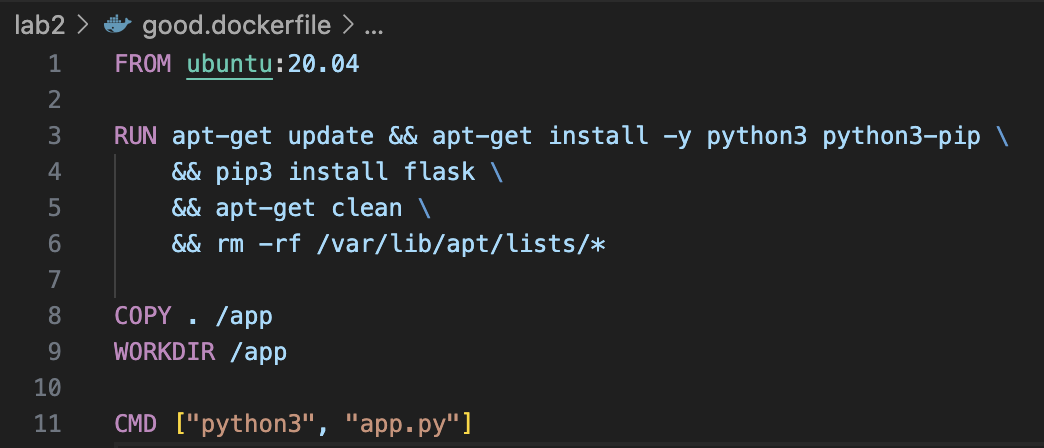 lab2 > good.dockerfile > ...
1 FROM ubuntu:20.04
2
3 RUN apt-get update && apt-get install -y python3 python3-pip \
4     && pip3 install flask \
5     && apt-get clean \
6     && rm -rf /var/lib/apt/lists/*
7
8 COPY . /app
9 WORKDIR /app
10
11 CMD ["python3", "app.py"]